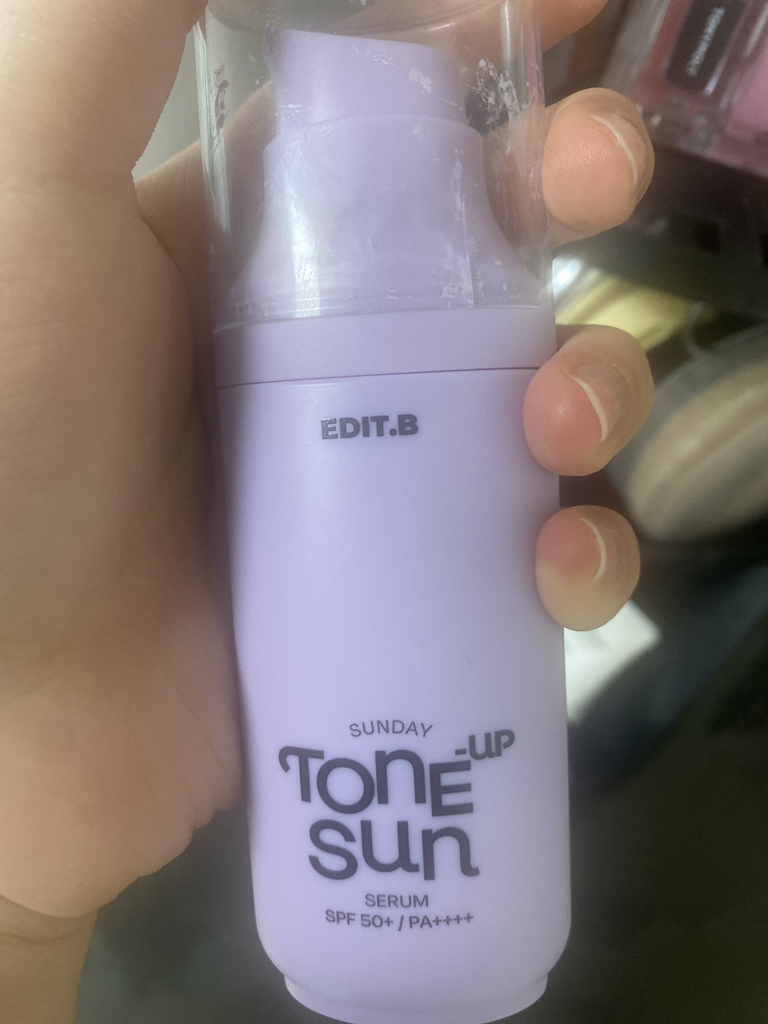 EDIT.B
SUNDAY
TONE-UP
SUN
SERUM
SPF 50+ / PA++++